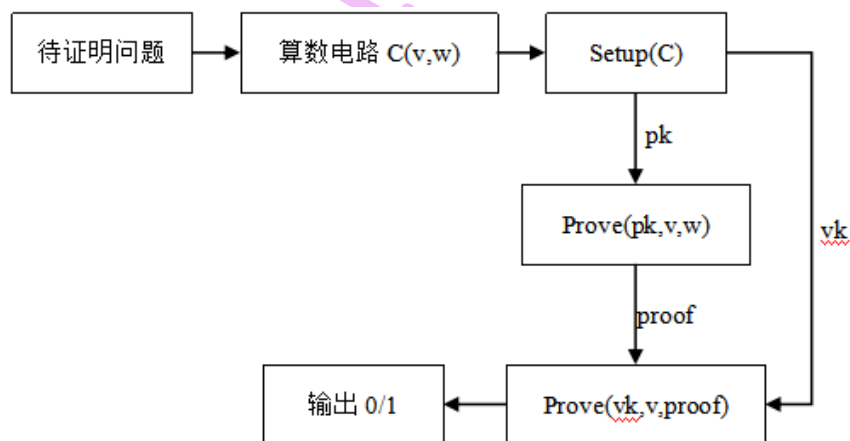 待证明问题
算数电路 C(v,w)
Setup(C)
pk
Prove(pk,v,w)
vk
proof
输出 0/1
Prove(vk,v,proof)